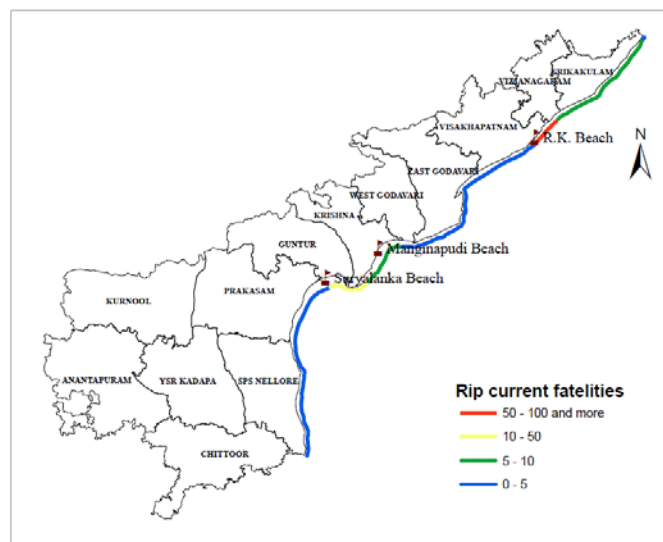 SRIKAKULAM
VIZIANAGARAM
VISAKHAPATNAM
R.K. Beach
N
EAST GODAVARI
WEST GODAVARI
KRISHNA
GUNTUR
Manginapudi Beach
Suryalanka Beach
PRAKASAM
KURNOOL
ANANTAPURAM
YSR KADAPA
SPS NELLORE
CHITTOOR
Rip current fatelities
50 - 100 and more
10 - 50
5 - 10
0 - 5